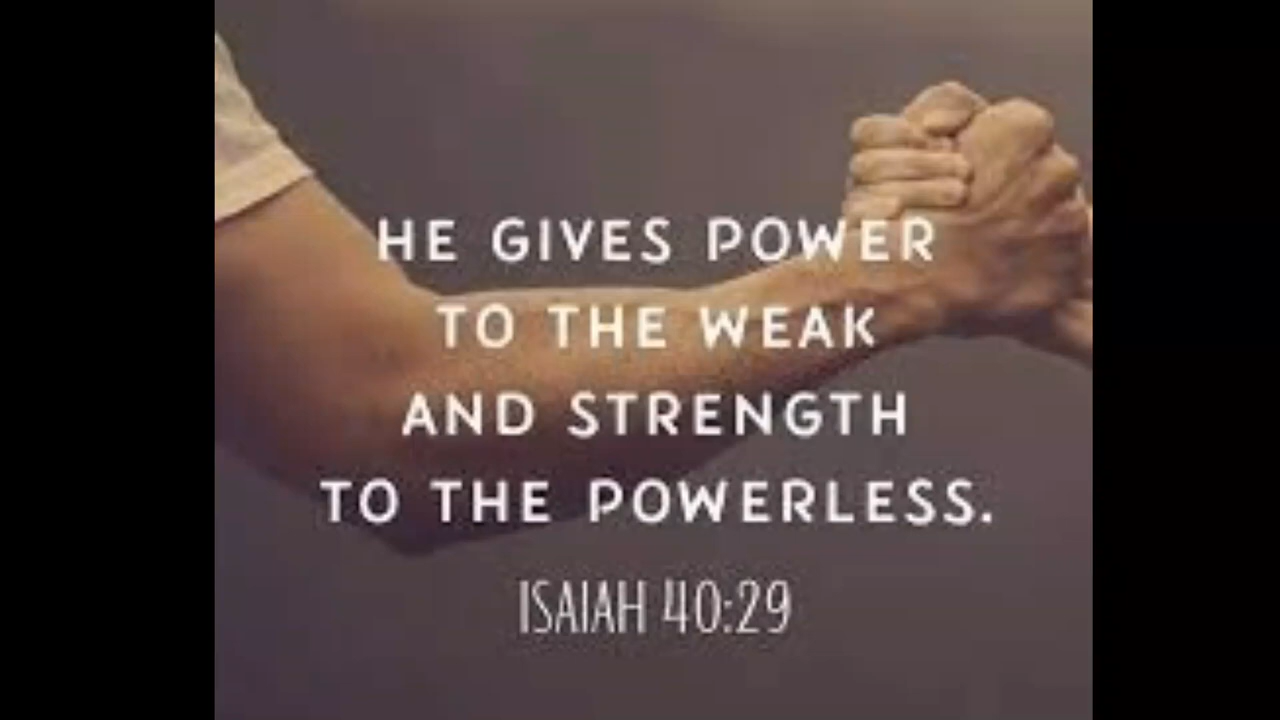 HE GIVES POWER
TO THE WEAK
AND STRENGTH
TO THE POWERLESS.
ISAIAH 40:29